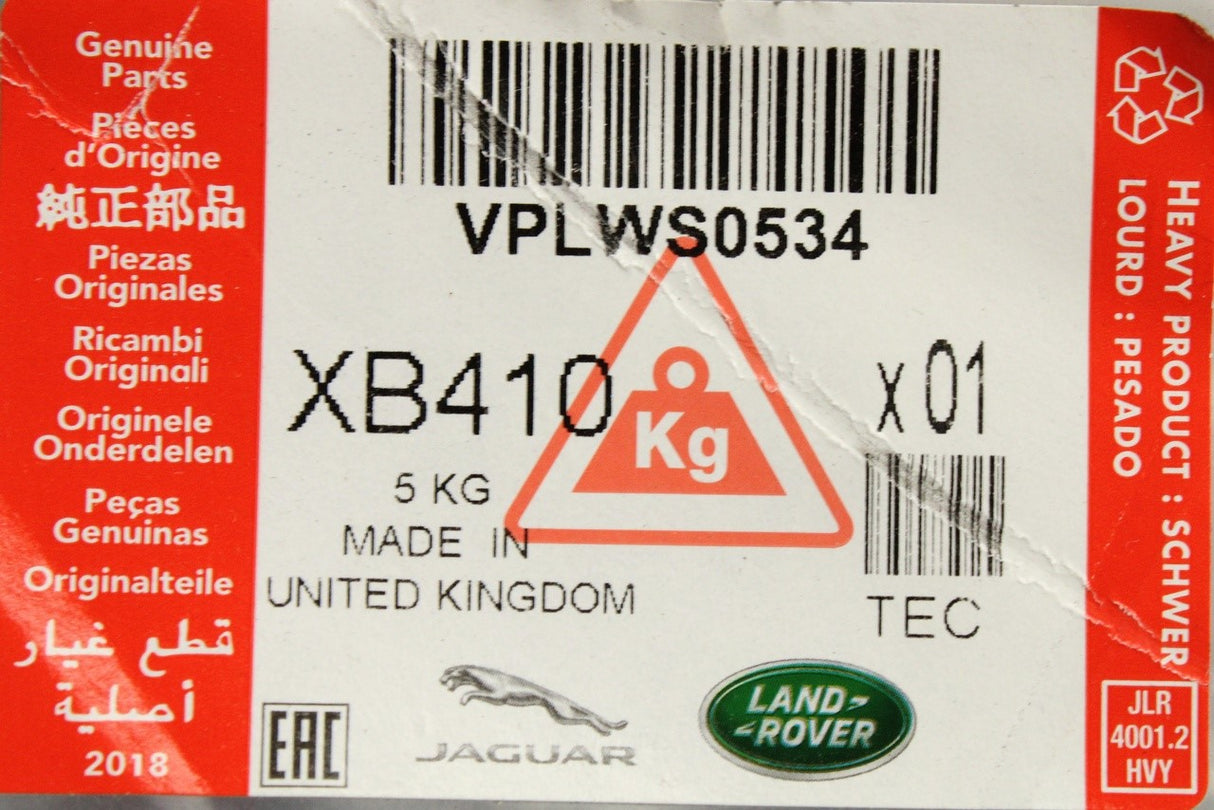 Genuine
Parts
Piéces
d'Origine
純正部品
Piezas
Originales
Ricambi
Originali
Originele
Onderdelen
Peças
Genuinas
Originalteile
قطع غيار
أصلية
2018
VPLWS0534
XB410
x 01
Kg
5 KG
MADE IN
UNITED KINGDOM
TEC
EAC
JAGUAR
LAND-
-ROVER
HEAVY PRODUCT : SCHWER
LOURD : PESADO
JLR
4001.2
HVY